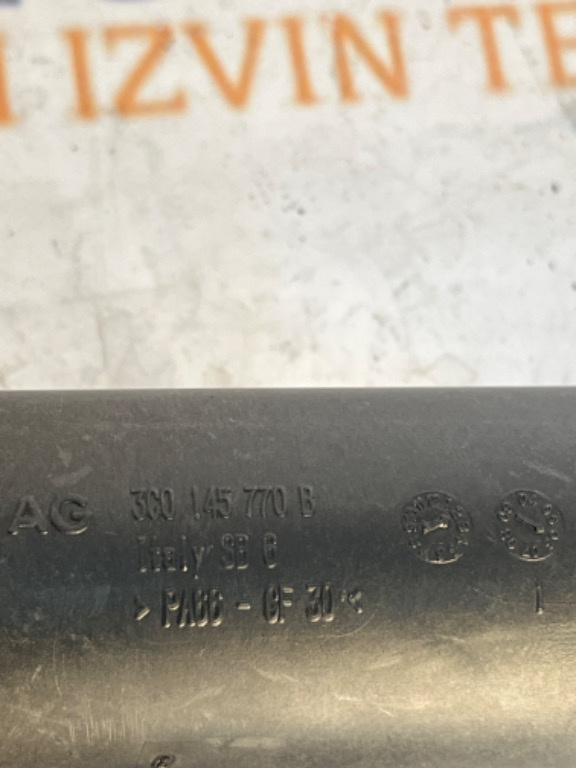 IZVIN TE
AG
3C0 145 770 B
Italy SB 6
>PA66 - GF 30<
1